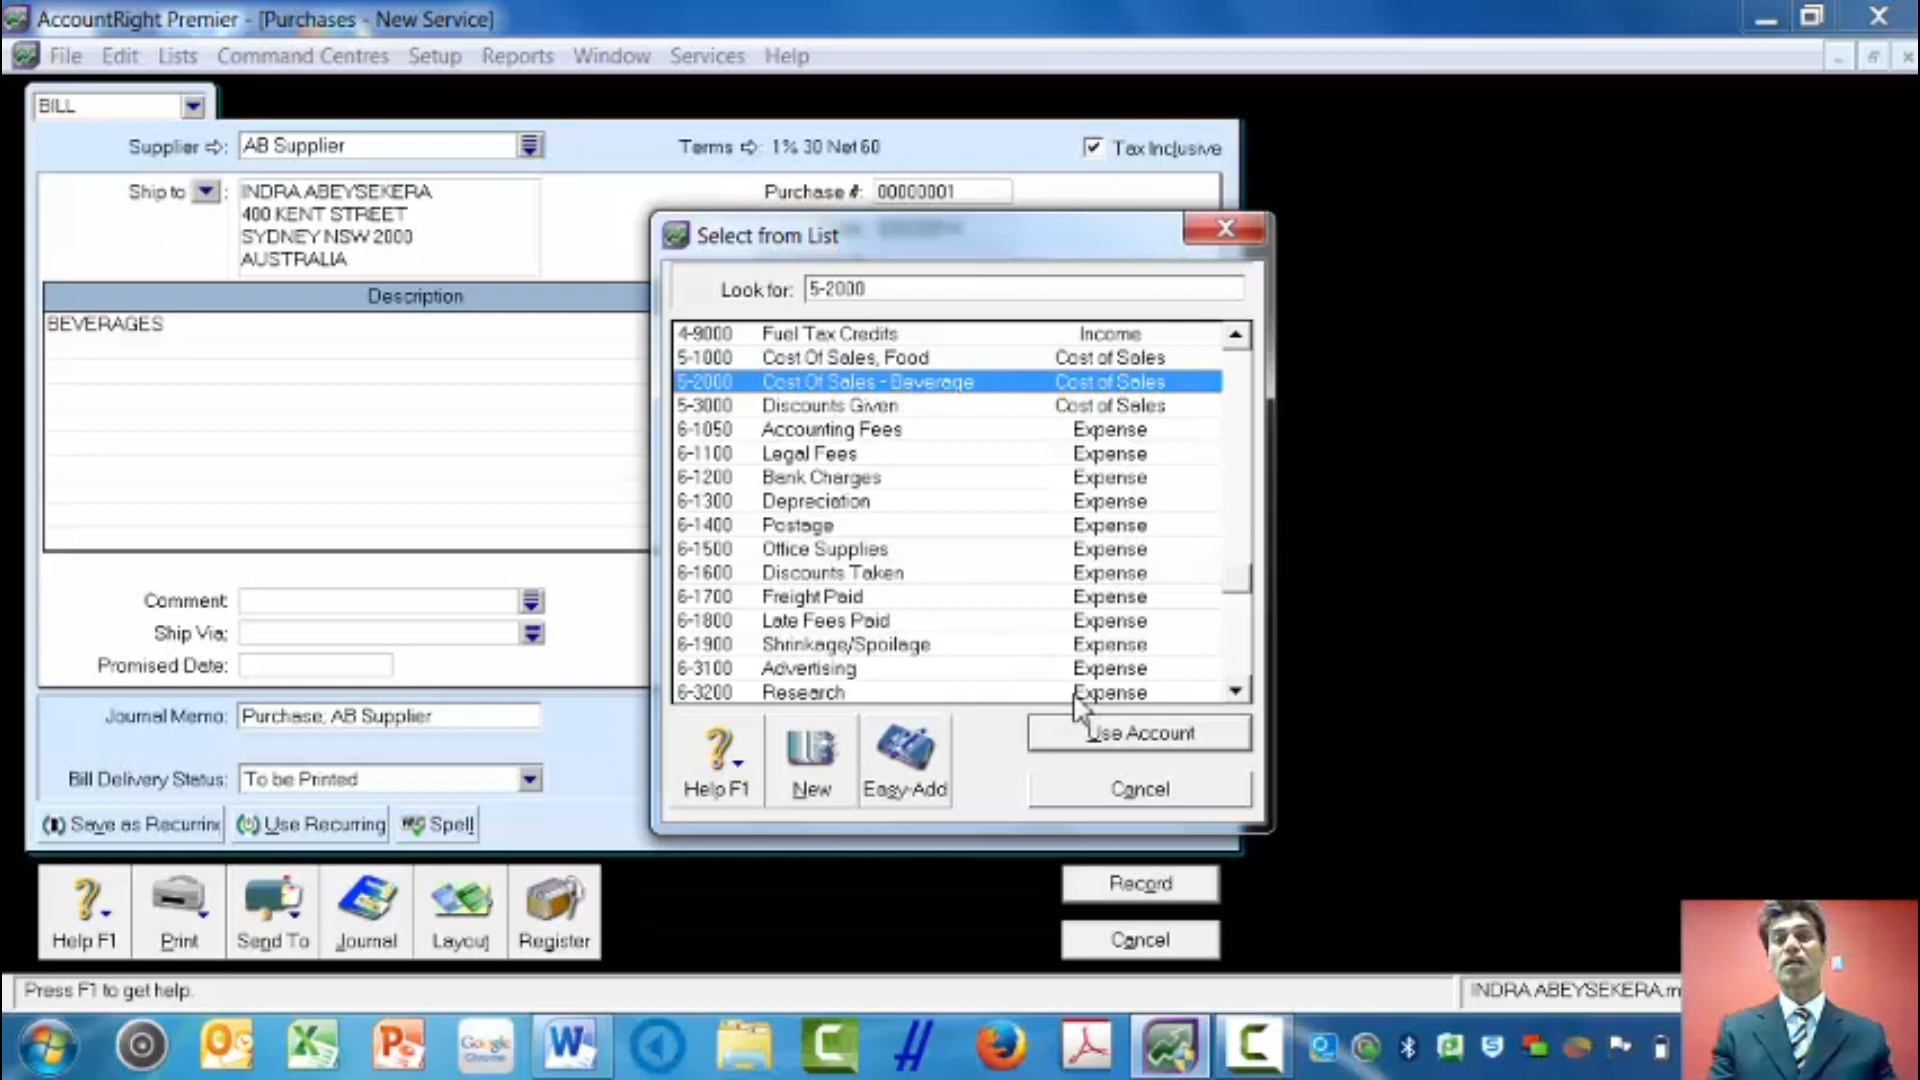 AccountRight Premier - [Purchases - New Service]
File Edit Lists Command Centres Setup Reports Window Services Help
BILL
Supplier ⇨: AB Supplier
Terms ⇨: 1% 30 Net 60
Tax Inclusive
Ship to : INDRA ABEYSEKERA
400 KENT STREET
SYDNEY NSW 2000
AUSTRALIA
Purchase #: 00000001
Description
BEVERAGES
Comment:
Ship Via:
Promised Date:
Journal Memo: Purchase; AB Supplier
Bill Delivery Status: To be Printed
Save as Recurrin Use Recurring Spell
Select from List
Look for: 5-2000
4-9000 Fuel Tax Credits Income
5-1000 Cost Of Sales, Food Cost of Sales
5-2000 Cost Of Sales - Beverage Cost of Sales
5-3000 Discounts Given Cost of Sales
6-1050 Accounting Fees Expense
6-1100 Legal Fees Expense
6-1200 Bank Charges Expense
6-1300 Depreciation Expense
6-1400 Postage Expense
6-1500 Office Supplies Expense
6-1600 Discounts Taken Expense
6-1700 Freight Paid Expense
6-1800 Late Fees Paid Expense
6-1900 Shrinkage/Spoilage Expense
6-3100 Advertising Expense
6-3200 Research Expense
Help F1 New Easy-Add
Use Account
Cancel
Help F1 Print Send To Journal Layout Register
Record
Cancel
Press F1 to get help.
INDRA ABEYSEKERA.m
Google
Chrome